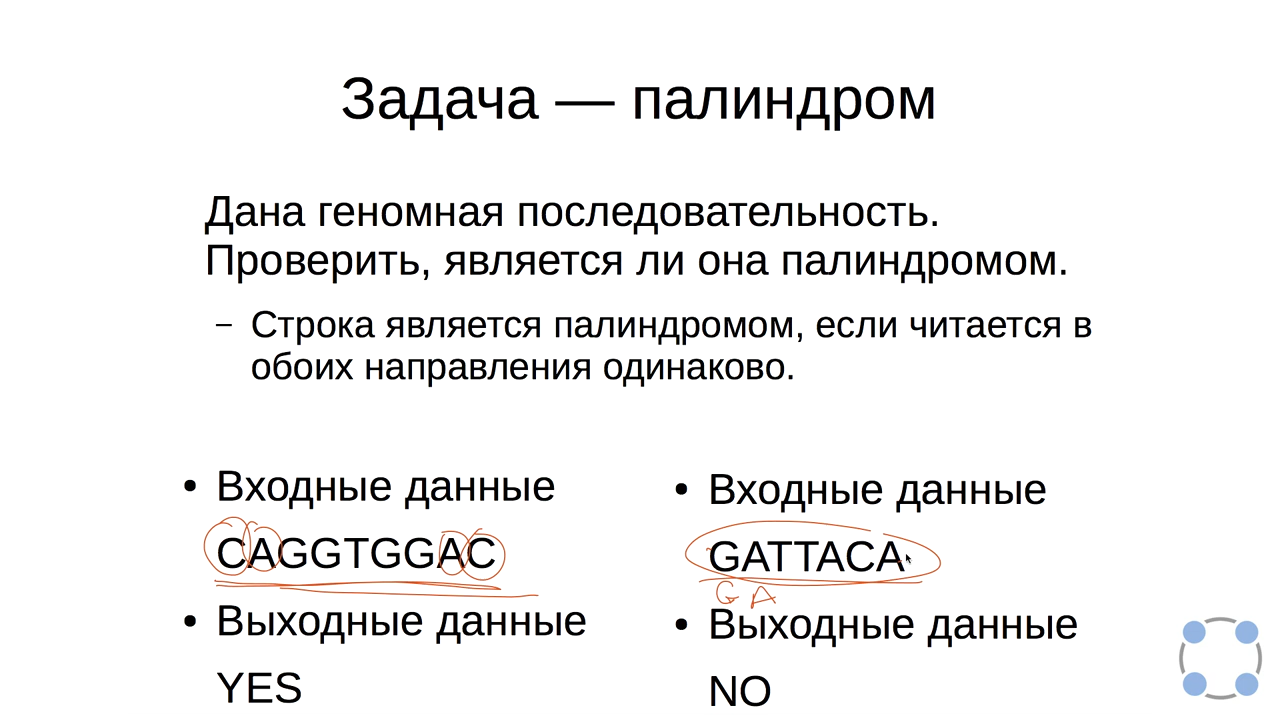 Задача — палиндром
Дана геномная последовательность.
Проверить, является ли она палиндромом.
– Строка является палиндромом, если читается в
обоих направления одинаково.
• Входные данные
CAGGTGGAC
• Выходные данные
YES
• Входные данные
GATTACA
G A
• Выходные данные
NO